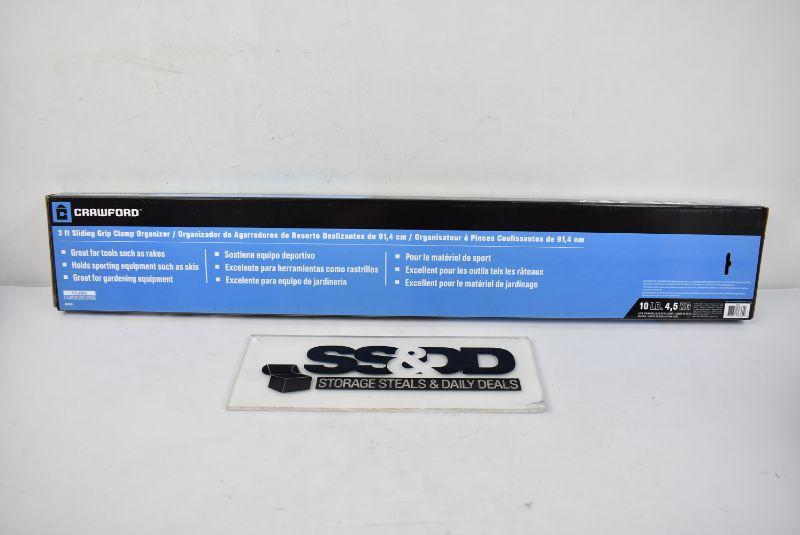 CRAWFORD
3 ft Sliding Grip Clamp Organizer / Organizador de Agarradores de Resorte Deslizantes de 91,4 cm / Organisateur à Pinces Coulissantes de 91,4 cm
Great for tools such as rakes
Holds sporting equipment such as skis
Great for gardening equipment
Sostiene equipo deportivo
Excelente para herramientas como rastrillos
Excelente para equipo de jardineria
Pour le matériel de sport
Excellent pour les outils tels les râteaux
Excellent pour le matériel de jardinage
10 LB. 4,5 KG
SS&DD
STORAGE STEALS & DAILY DEALS